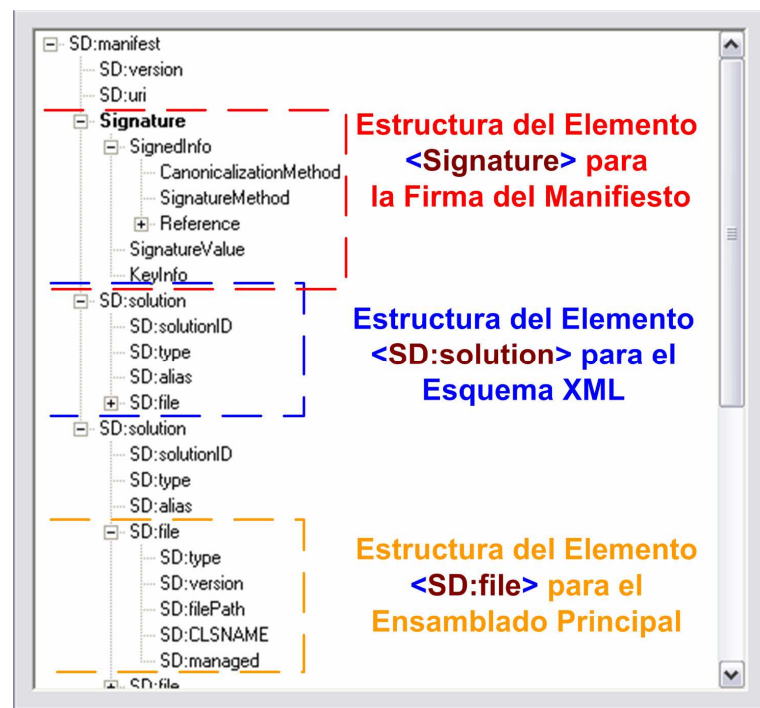 SD:manifest
SD:version
SD:uri
Signature
SignedInfo
CanonicalizationMethod
SignatureMethod
Reference
SignatureValue
KeyInfo
SD:solution
SD:solutionID
SD:type
SD:alias
SD:file
SD:solution
SD:solutionID
SD:type
SD:alias
SD:file
SD:type
SD:version
SD:filePath
SD:CLSNAME
SD:managed
SD:file
Estructura del Elemento
<Signature> para
la Firma del Manifiesto
Estructura del Elemento
<SD:solution> para el
Esquema XML
Estructura del Elemento
<SD:file> para el
Ensamblado Principal